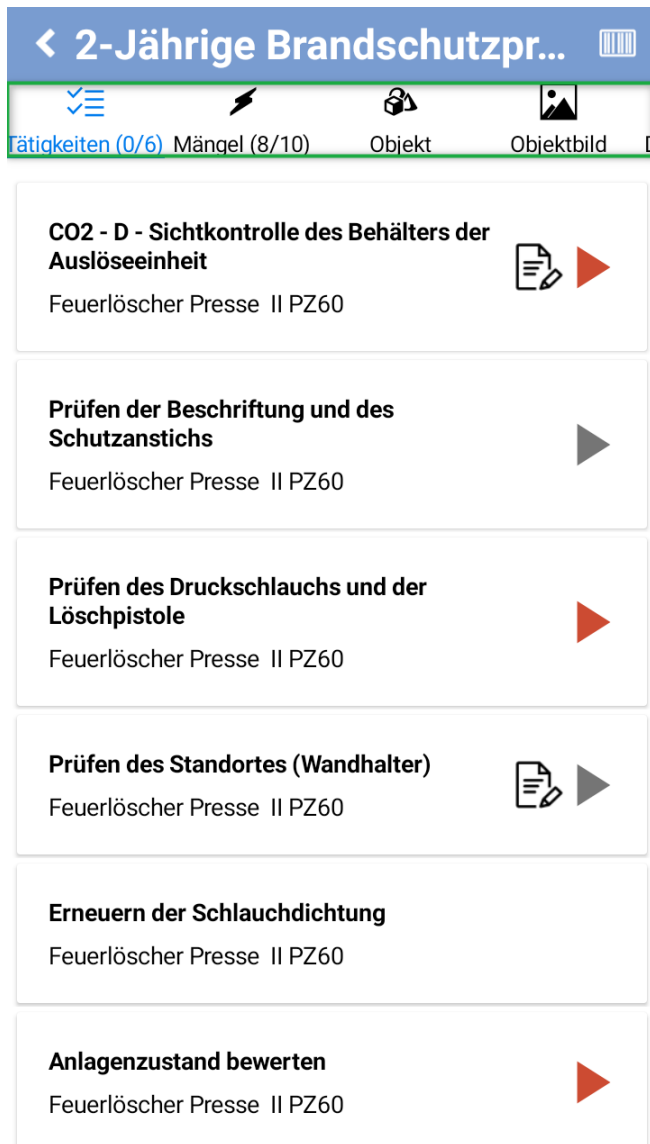 2-Jährige Brandschutzpr...
Tätigkeiten (0/6) Mängel (8/10) Objekt Objektbild
CO2 - D - Sichtkontrolle des Behälters der
Auslöseeinheit
Feuerlöscher Presse II PZ60
Prüfen der Beschriftung und des
Schutzanstichs
Feuerlöscher Presse II PZ60
Prüfen des Druckschlauchs und der
Löschpistole
Feuerlöscher Presse II PZ60
Prüfen des Standortes (Wandhalter)
Feuerlöscher Presse II PZ60
Erneuern der Schlauchdichtung
Feuerlöscher Presse II PZ60
Anlagenzustand bewerten
Feuerlöscher Presse II PZ60